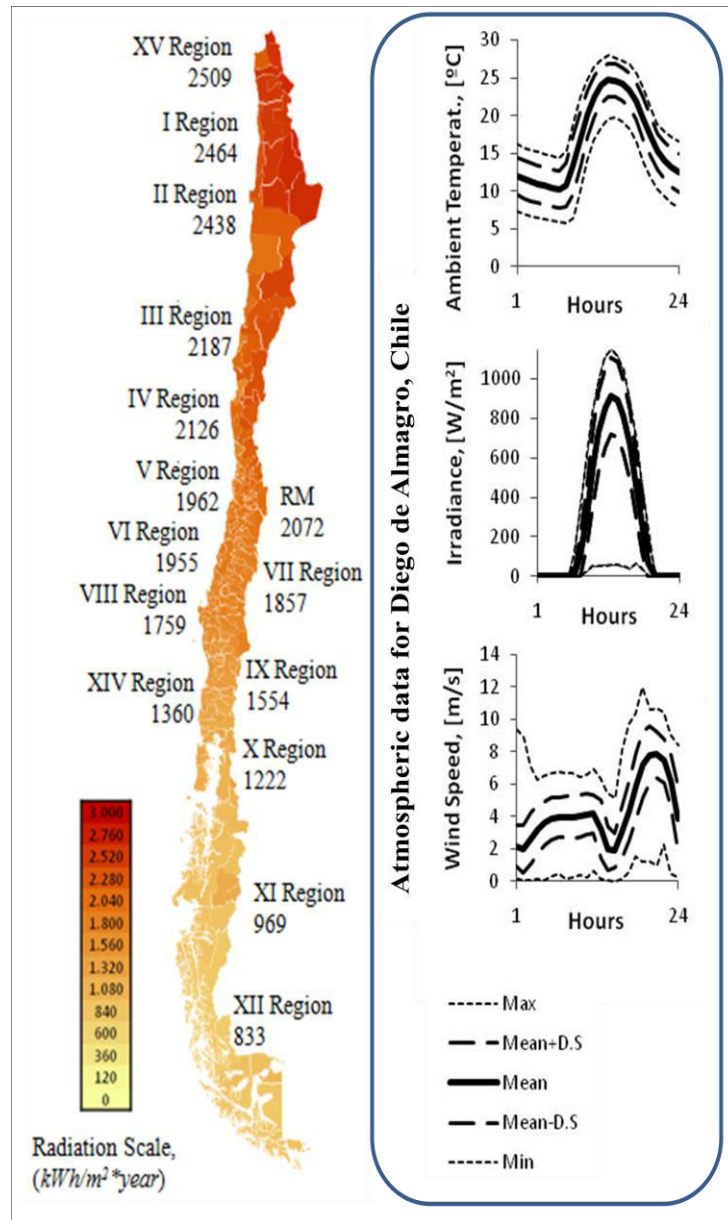 XV Region
2509
I Region
2464
II Region
2438
III Region
2187
IV Region
2126
V Region
1962
RM
2072
VI Region
1955
VII Region
1857
VIII Region
1759
IX Region
1554
XIV Region
1360
X Region
1222
XI Region
969
XII Region
833
3.000
2.760
2.520
2.280
2.040
1.800
1.560
1.320
1.080
840
600
360
120
0
Radiation Scale,
(kWh/m²*year)
Atmospheric data for Diego de Almagro, Chile
Ambient Temperat., [ºC]
30
25
20
15
10
5
0
1 Hours 24
Irradiance, [W/m²]
1000
800
600
400
200
0
1 Hours 24
Wind Speed, [m/s]
14
12
10
8
6
4
2
0
1 Hours 24
Max
Mean+D.S
Mean
Mean-D.S
Min